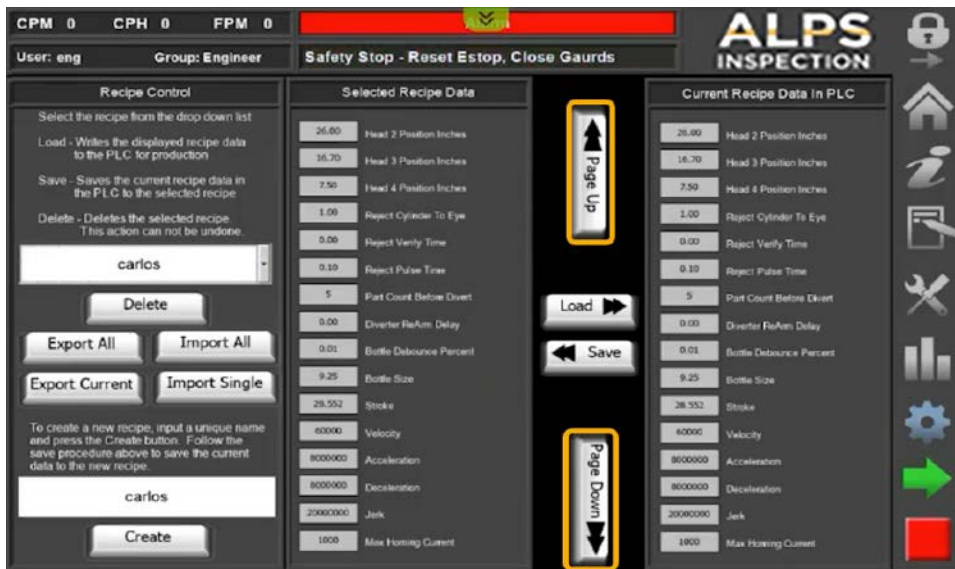 CPM 0 CPH 0 FPM 0
User: eng Group: Engineer
Safety Stop - Reset Estop, Close Gaurds
ALPS
INSPECTION
Recipe Control
Select the recipe from the drop down list
Load - Writes the displayed recipe data
to the PLC for production
Save - Saves the current recipe data in
the PLC to the selected recipe
Delete - Deletes the selected recipe.
This action can not be undone.
carlos
Delete
Export All
Import All
Export Current
Import Single
To create a new recipe, input a unique name
and press the Create button. Follow the
save procedure above to save the current
data to the new recipe.
carlos
Create
Selected Recipe Data
26.00 Head 2 Position Inches
16.70 Head 3 Position Inches
7.50 Head 4 Position Inches
1.00 Reject Cylinder To Eye
0.00 Reject Verify Time
0.10 Reject Pulse Time
5 Part Count Before Divert
0.00 Diverter ReArm Delay
0.01 Bottle Debounce Percent
9.25 Bottle Size
28.552 Stroke
60000 Velocity
8000000 Acceleration
8000000 Deceleration
20000000 Jerk
1000 Max Homing Current
Page Up
Load
Save
Page Down
Current Recipe Data In PLC
26.00 Head 2 Position Inches
16.70 Head 3 Position Inches
7.50 Head 4 Position Inches
1.00 Reject Cylinder To Eye
0.00 Reject Verify Time
0.10 Reject Pulse Time
5 Part Count Before Divert
0.00 Diverter ReArm Delay
0.01 Bottle Debounce Percent
9.25 Bottle Size
28.552 Stroke
60000 Velocity
8000000 Acceleration
8000000 Deceleration
20000000 Jerk
1000 Max Homing Current